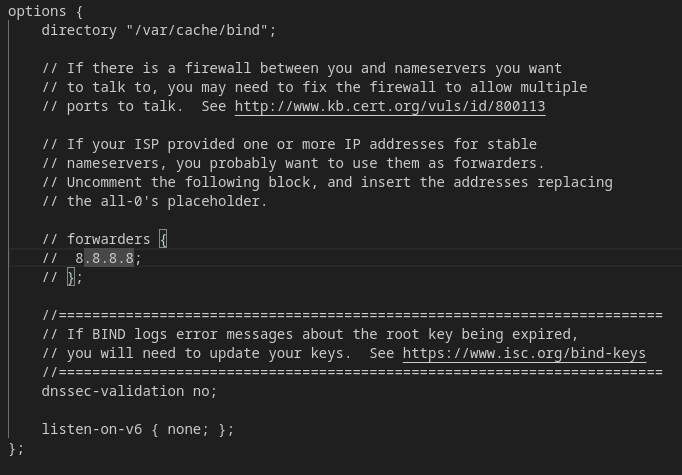 options {
    directory "/var/cache/bind";

    // If there is a firewall between you and nameservers you want
    // to talk to, you may need to fix the firewall to allow multiple
    // ports to talk.  See http://www.kb.cert.org/vuls/id/800113

    // If your ISP provided one or more IP addresses for stable
    // nameservers, you probably want to use them as forwarders.
    // Uncomment the following block, and insert the addresses replacing
    // the all-0's placeholder.

    // forwarders {
    //  8.8.8.8;
    // };

    //========================================================================
    // If BIND logs error messages about the root key being expired,
    // you will need to update your keys.  See https://www.isc.org/bind-keys
    //========================================================================
    dnssec-validation no;

    listen-on-v6 { none; };
};